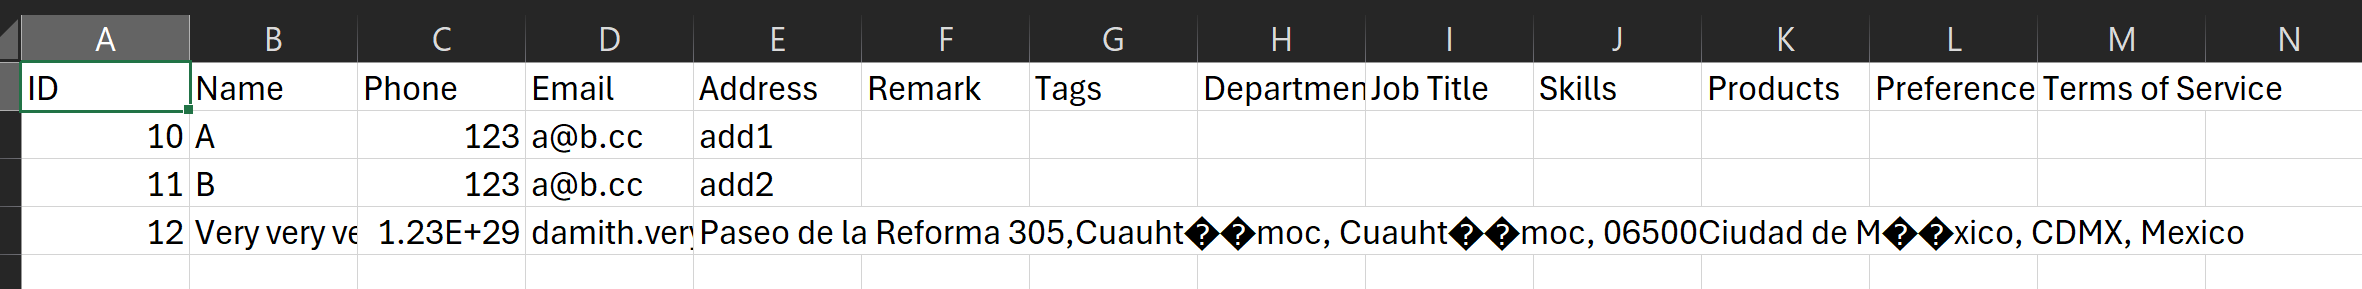 A B C D E F G H I J K L M N
ID Name Phone Email Address Remark Tags Departmen Job Title Skills Products Preference Terms of Service
10 A 123 a@b.cc add1
11 B 123 a@b.cc add2
12 Very very ve 1.23E+29 damith.very Paseo de la Reforma 305,Cuauht��moc, Cuauht��moc, 06500Ciudad de M��xico, CDMX, Mexico